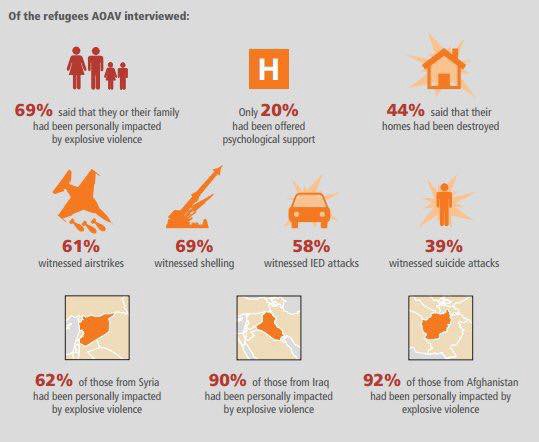 Of the refugees AOAV interviewed:
69% said that they or their family
had been personally impacted
by explosive violence
H
Only 20%
had been offered
psychological support
44% said that their
homes had been destroyed
61%
witnessed airstrikes
69%
witnessed shelling
58%
witnessed IED attacks
39%
witnessed suicide attacks
62% of those from Syria
had been personally impacted
by explosive violence
90% of those from Iraq
had been personally impacted
by explosive violence
92% of those from Afghanistan
had been personally impacted by
explosive violence